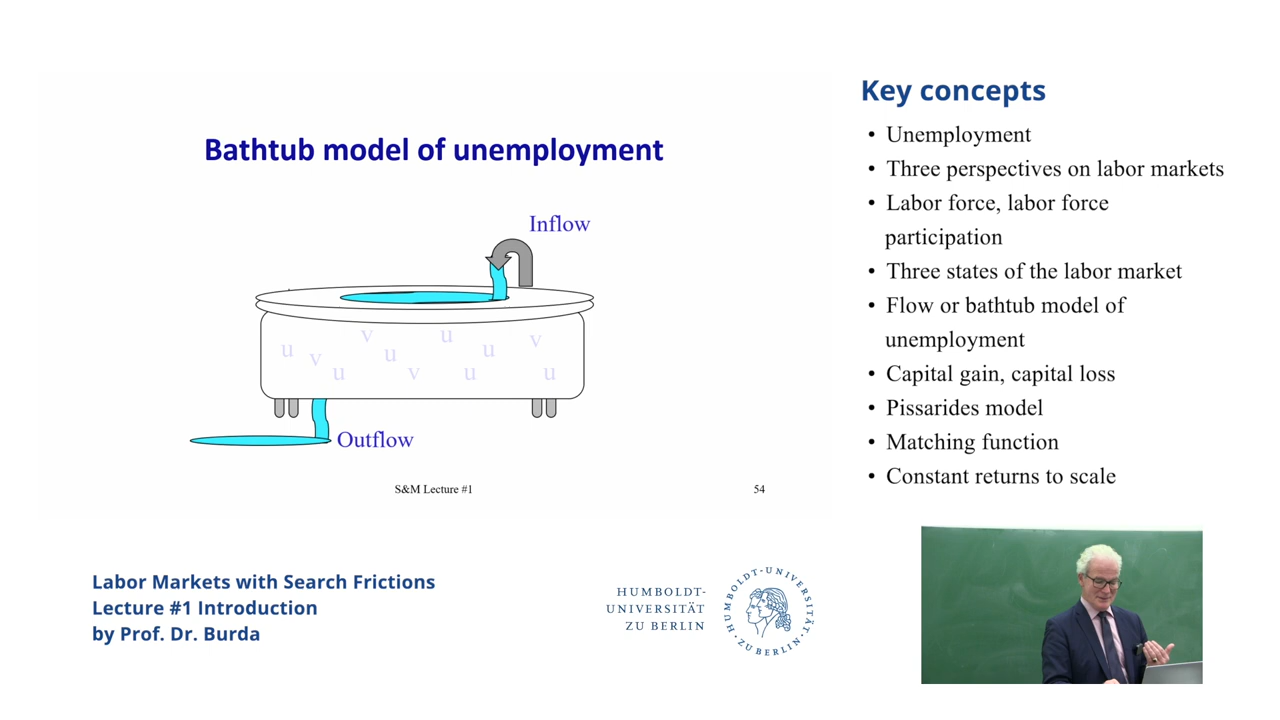 Bathtub model of unemployment
Inflow
v u v
u v u u
u v u u
Outflow
S&M Lecture #1
54
Key concepts
• Unemployment
• Three perspectives on labor markets
• Labor force, labor force
participation
• Three states of the labor market
• Flow or bathtub model of
unemployment
• Capital gain, capital loss
• Pissarides model
• Matching function
• Constant returns to scale
Labor Markets with Search Frictions
Lecture #1 Introduction
by Prof. Dr. Burda
HUMBOLDT-
UNIVERSITÄT
ZU BERLIN
HUMBOLDT-UNIVERSITÄT
· ZU BERLIN ·